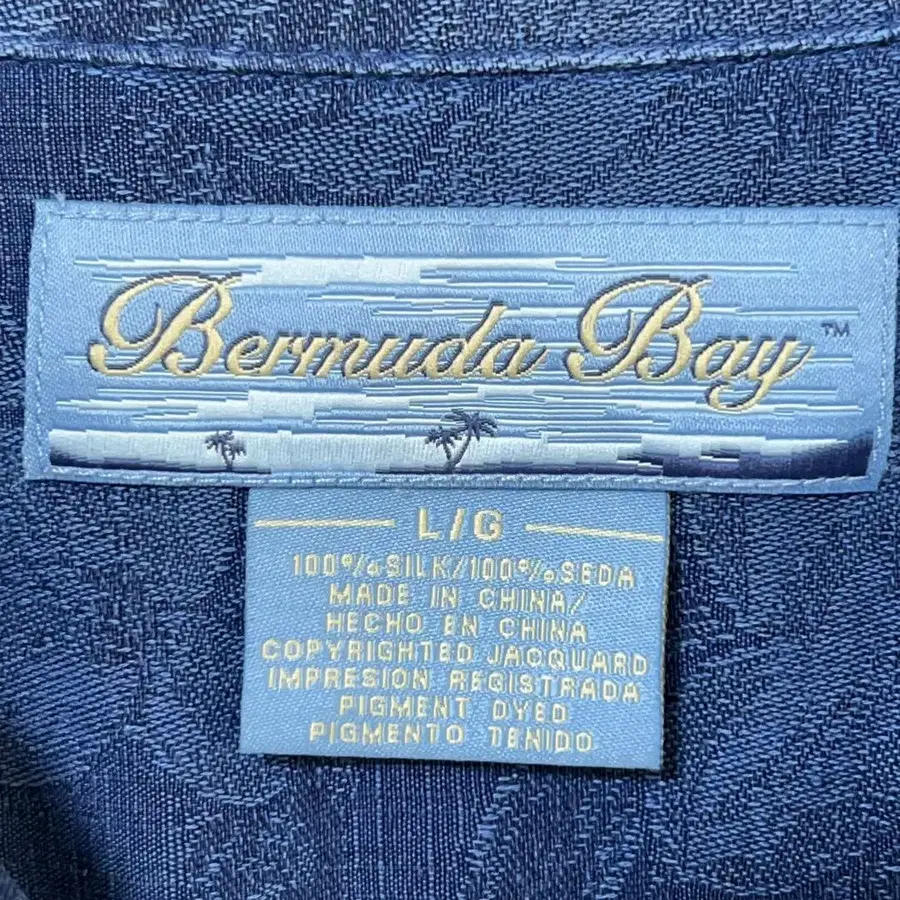 Bermuda Bay™
L/G
100% SILK/100% SEDA
MADE IN CHINA/
HECHO EN CHINA
COPYRIGHTED JACQUARD
IMPRESION REGISTRADA
PIGMENT DYED
PIGMENTO TENIDO